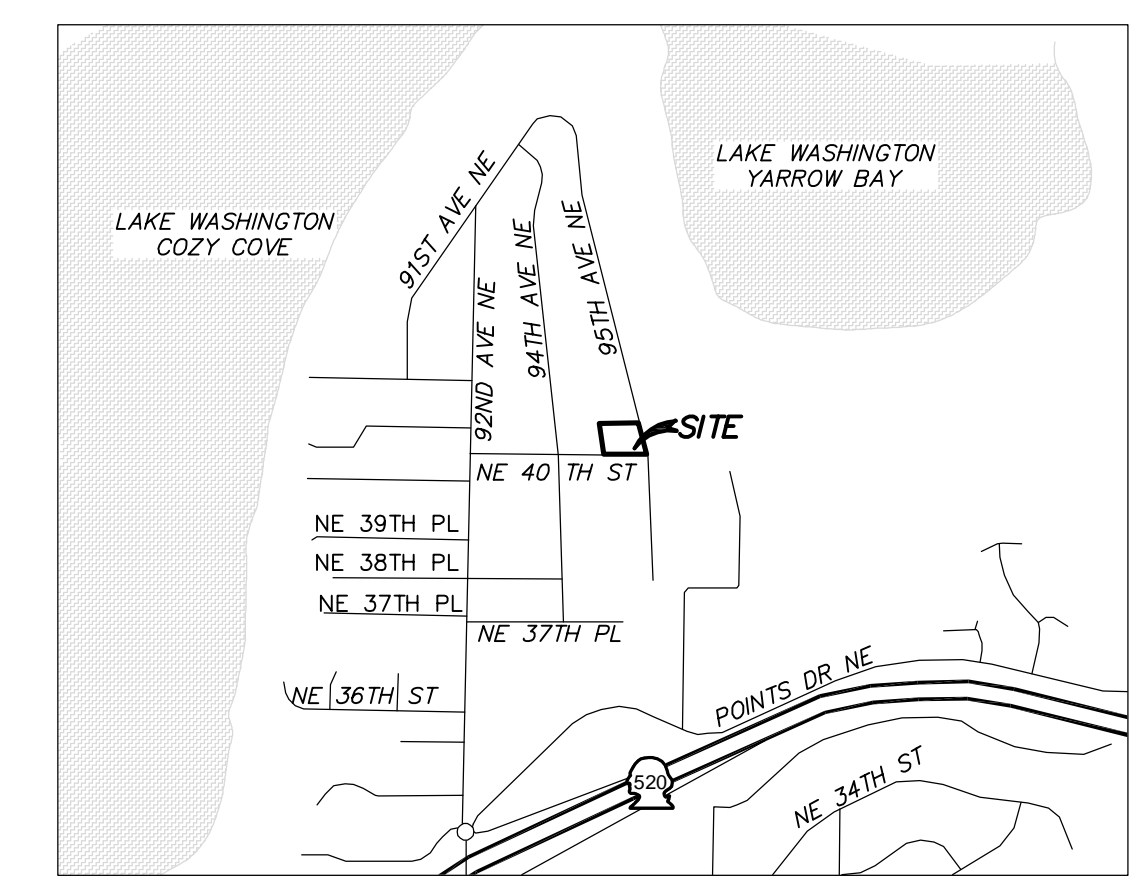 LAKE WASHINGTON
YARROW BAY
LAKE WASHINGTON
COZY COVE
91ST AVE NE
92ND AVE NE
94TH AVE NE
95TH AVE NE
SITE
NE 40 TH ST
NE 39TH PL
NE 38TH PL
NE 37TH PL
NE 37TH PL
NE 36TH ST
POINTS DR NE
520
NE 34TH ST